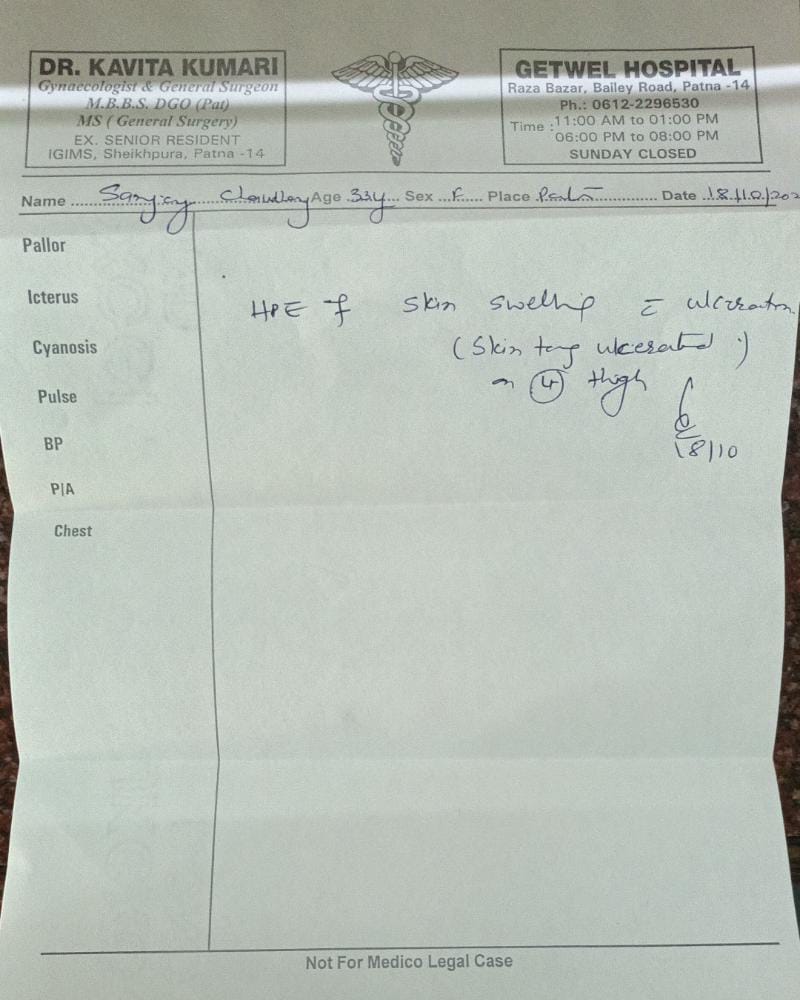 DR. KAVITA KUMARI
Gynaecologist & General Surgeon
M.B.B.S. DGO (Pat)
MS ( General Surgery)
EX. SENIOR RESIDENT
IGIMS, Sheikhpura, Patna -14
GETWEL HOSPITAL
Raza Bazar, Bailey Road, Patna -14
Ph.: 0612-2296530
Time : 11:00 AM to 01:00 PM
06:00 PM to 08:00 PM
SUNDAY CLOSED
Name Chowdhary Age 33y Sex F Place Date 18/10/202
Pallor
Icterus
Cyanosis
Pulse
BP
P|A
Chest
HPE of skin swelling c̄ ulceration
(Skin tag ulcerated)
on thigh
18/10
Not For Medico Legal Case